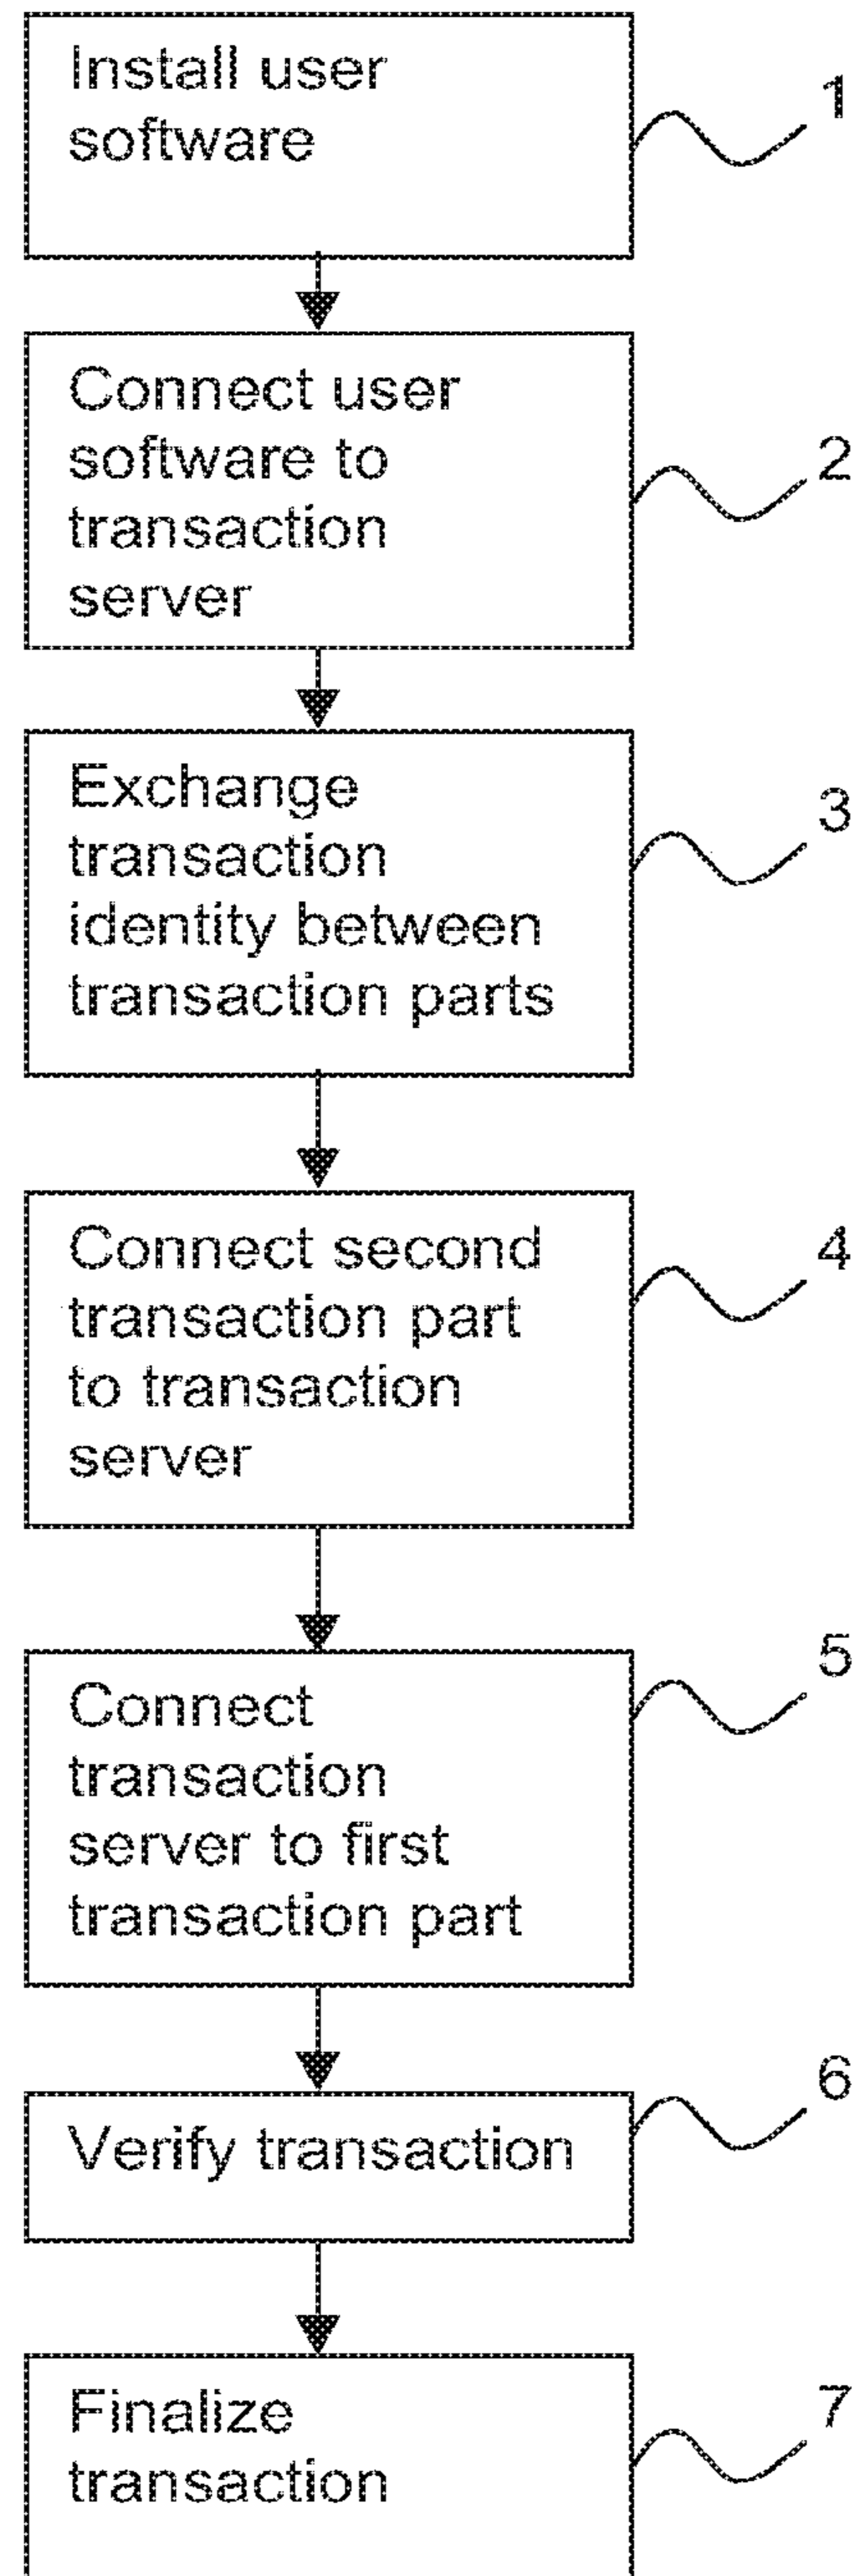 Install user
software
1
Connect user
software to
transaction
server
2
Exchange
transaction
identity between
transaction parts
3
Connect second
transaction part
to transaction
server
4
Connect
transaction
server to first
transaction part
5
Verify transaction
6
Finalize
transaction
7